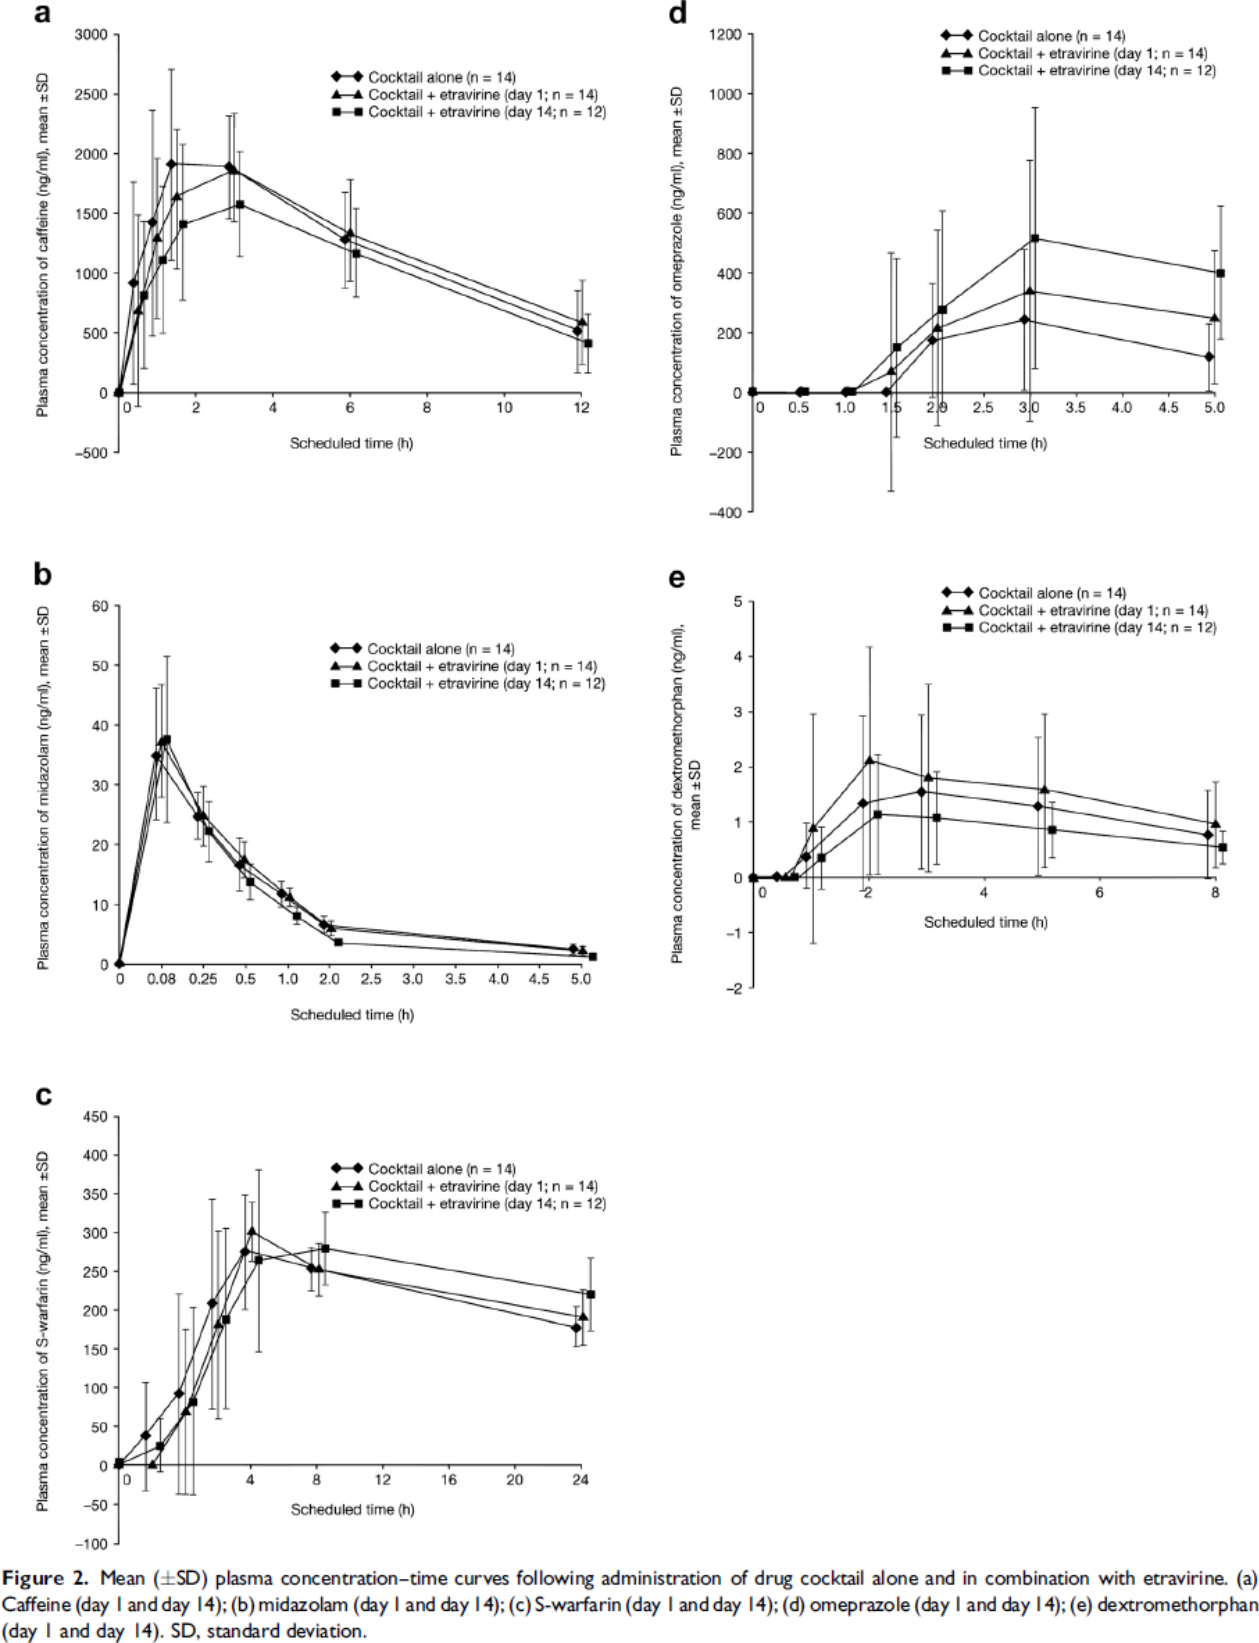 a
Plasma concentration of caffeine (ng/ml), mean ±SD
3000
2500
2000
1500
1000
500
0
−500
Cocktail alone (n = 14)
Cocktail + etravirine (day 1; n = 14)
Cocktail + etravirine (day 14; n = 12)
0 2 4 6 8 10 12
Scheduled time (h)
d
Plasma concentration of omeprazole (ng/ml), mean ±SD
1200
1000
800
600
400
200
0
−200
−400
Cocktail alone (n = 14)
Cocktail + etravirine (day 1; n = 14)
Cocktail + etravirine (day 14; n = 12)
0 0.5 1.0 1.5 2.0 2.5 3.0 3.5 4.0 4.5 5.0
Scheduled time (h)
b
Plasma concentration of midazolam (ng/ml), mean ±SD
60
50
40
30
20
10
0
Cocktail alone (n = 14)
Cocktail + etravirine (day 1; n = 14)
Cocktail + etravirine (day 14; n = 12)
0 0.08 0.25 0.5 1.0 2.0 3.0 3.5 4.0 4.5 5.0
Scheduled time (h)
e
Plasma concentration of dextromethorphan (ng/ml),
mean ±SD
5
4
3
2
1
0
−1
−2
Cocktail alone (n = 14)
Cocktail + etravirine (day 1; n = 14)
Cocktail + etravirine (day 14; n = 12)
0 2 4 6 8
Scheduled time (h)
c
Plasma concentration of S-warfarin (ng/ml), mean ±SD
450
400
350
300
250
200
150
100
50
0
−50
−100
Cocktail alone (n = 14)
Cocktail + etravirine (day 1; n = 14)
Cocktail + etravirine (day 14; n = 12)
0 4 8 12 16 20 24
Scheduled time (h)
Figure 2. Mean (±SD) plasma concentration–time curves following administration of drug cocktail alone and in combination with etravirine. (a)
Caffeine (day 1 and day 14); (b) midazolam (day 1 and day 14); (c) S-warfarin (day 1 and day 14); (d) omeprazole (day 1 and day 14); (e) dextromethorphan
(day 1 and day 14). SD, standard deviation.